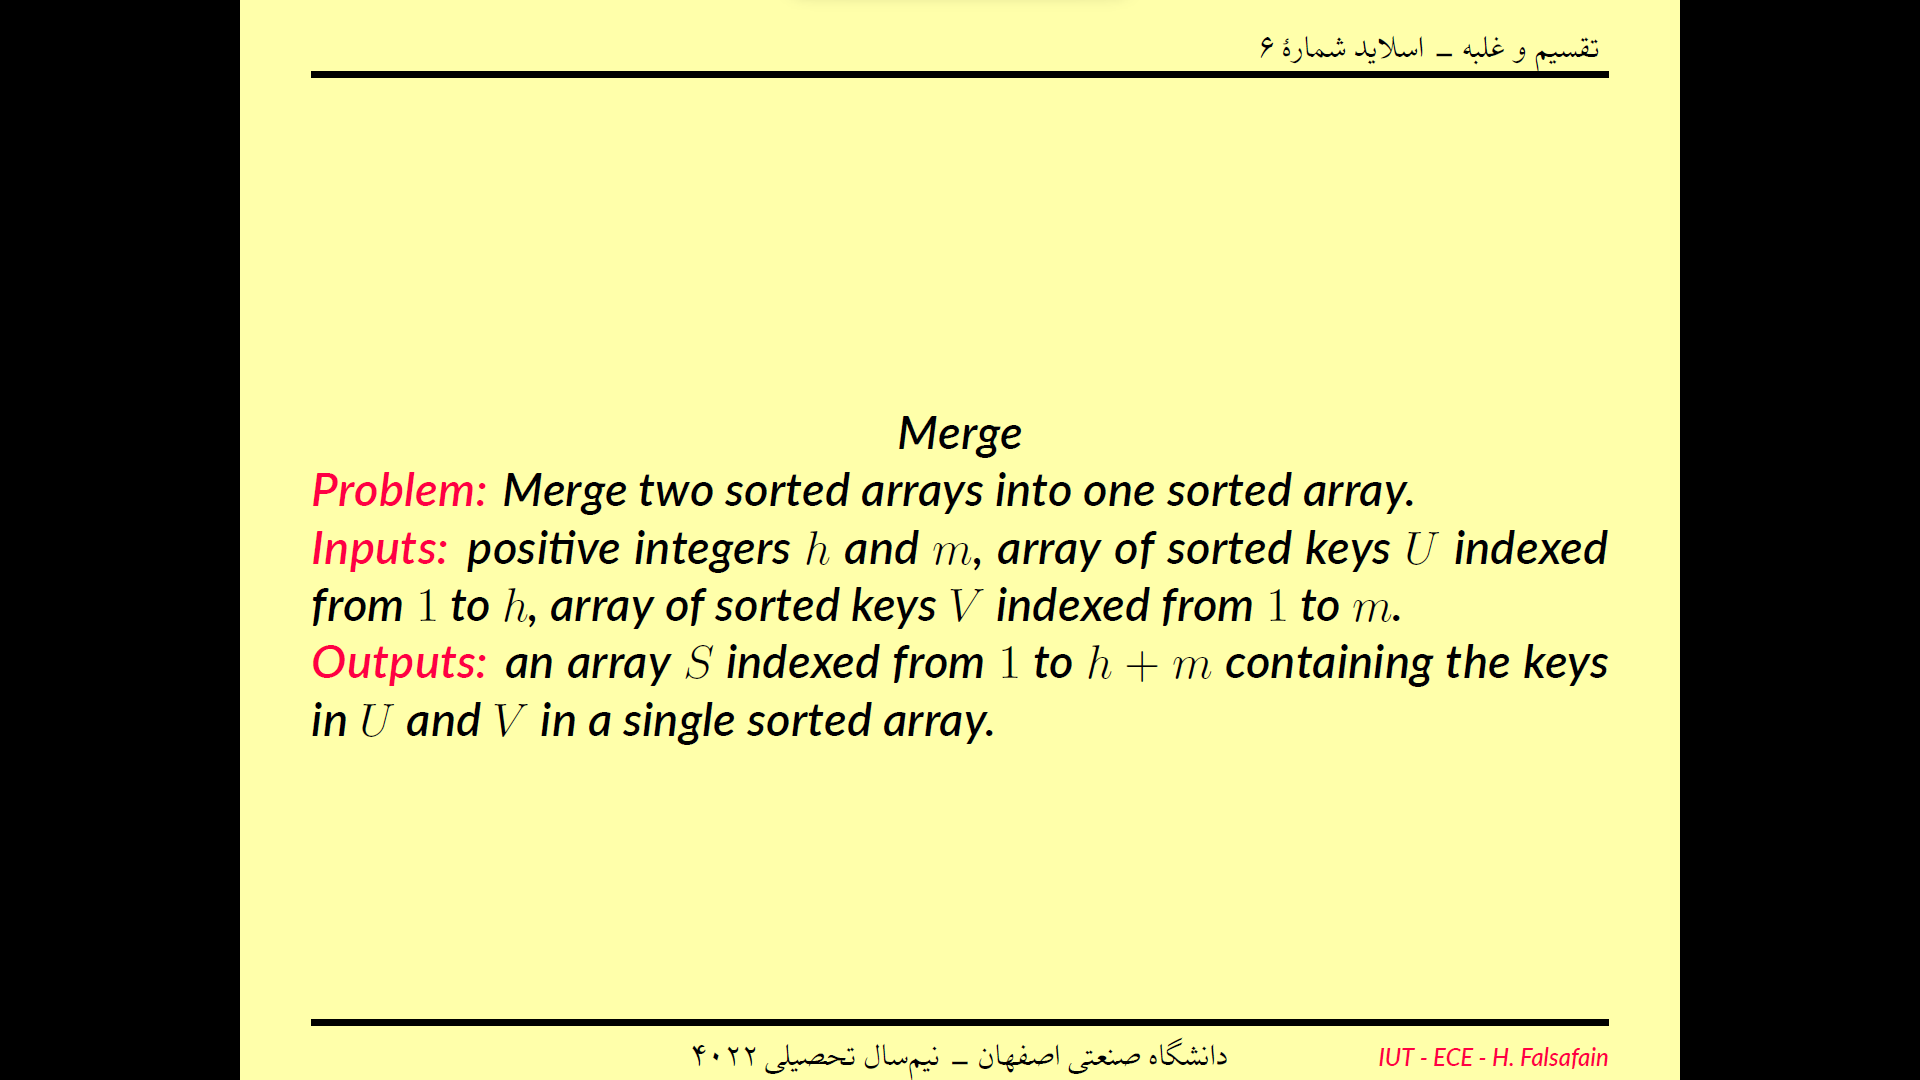 تقسیم و غلبه – اسلاید شمارهٔ ۶
Merge
Problem: Merge two sorted arrays into one sorted array.
Inputs: positive integers h and m, array of sorted keys U indexed
from 1 to h, array of sorted keys V indexed from 1 to m.
Outputs: an array S indexed from 1 to h + m containing the keys
in U and V in a single sorted array.
دانشگاه صنعتی اصفهان – نیم‌سال تحصیلی ۴۰۲۲
IUT - ECE - H. Falsafain